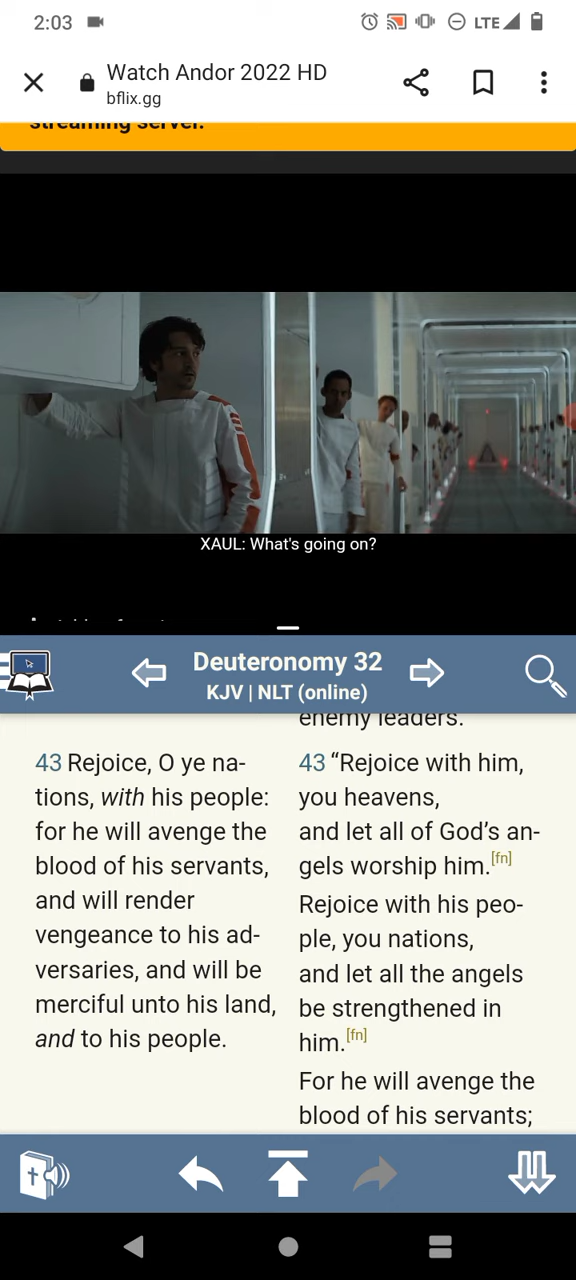 2:03
LTE
Watch Andor 2022 HD
bflix.gg
streaming server.
XAUL: What's going on?
Deuteronomy 32
KJV | NLT (online)
43 Rejoice, O ye na-
tions, with his people:
for he will avenge the
blood of his servants,
and will render
vengeance to his ad-
versaries, and will be
merciful unto his land,
and to his people.
enemy leaders.
43 “Rejoice with him,
you heavens,
and let all of God’s an-
gels worship him.[fn]
Rejoice with his peo-
ple, you nations,
and let all the angels
be strengthened in
him.[fn]
For he will avenge the
blood of his servants;